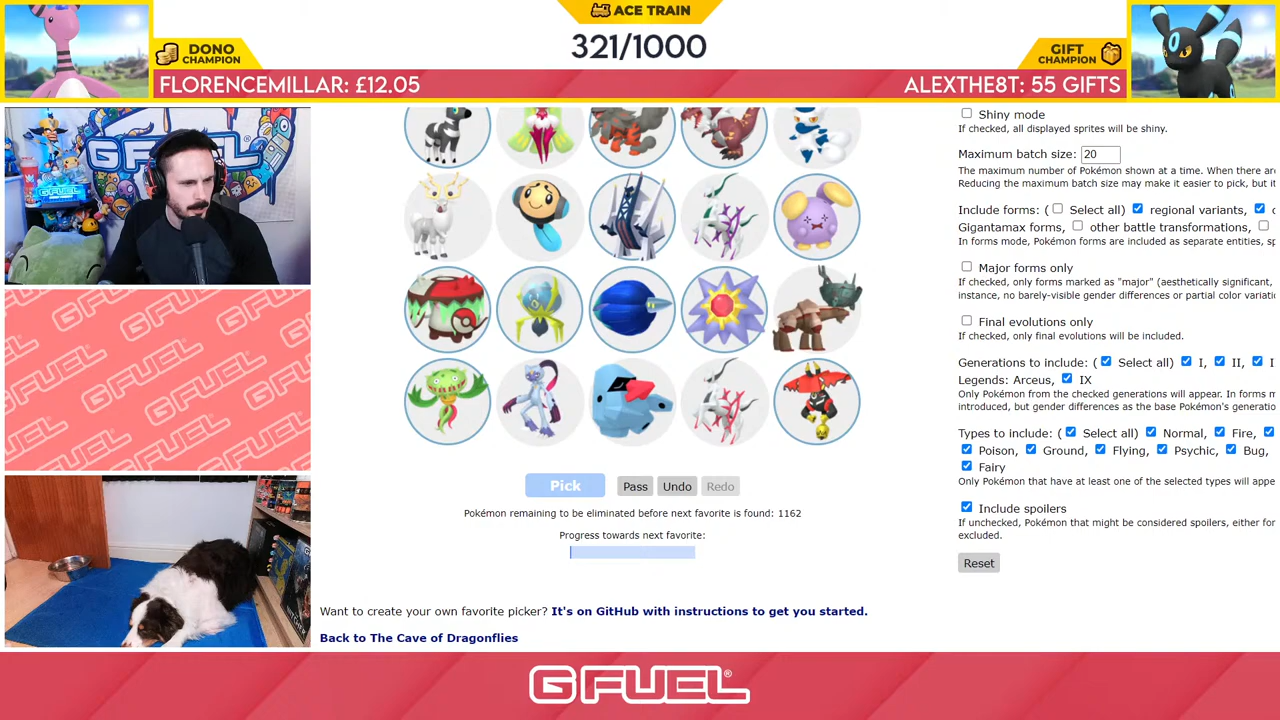 ACE TRAIN
321/1000
DONO
CHAMPION
GIFT
CHAMPION
FLORENCEMILLAR: £12.05
ALEXTHE8T: 55 GIFTS
G FUEL
Shiny mode
If checked, all displayed sprites will be shiny.
Maximum batch size: 20
The maximum number of Pokémon shown at a time. When there are
Reducing the maximum batch size may make it easier to pick, but it
Include forms: ( Select all) regional variants,
Gigantamax forms, other battle transformations,
In forms mode, Pokémon forms are included as separate entities, sp
Major forms only
If checked, only forms marked as "major" (aesthetically significant,
instance, no barely-visible gender differences or partial color variatio
Final evolutions only
If checked, only final evolutions will be included.
Generations to include: ( Select all) I, II, I
Legends: Arceus, IX
Only Pokémon from the checked generations will appear. In forms m
introduced, but gender differences as the base Pokémon's generatio
Types to include: ( Select all) Normal, Fire,
Poison, Ground, Flying, Psychic, Bug,
Fairy
Only Pokémon that have at least one of the selected types will appe
Include spoilers
If unchecked, Pokémon that might be considered spoilers, either for
excluded.
Reset
Pick Pass Undo Redo
Pokémon remaining to be eliminated before next favorite is found: 1162
Progress towards next favorite:
Want to create your own favorite picker? It's on GitHub with instructions to get you started.
Back to The Cave of Dragonflies
G FUEL